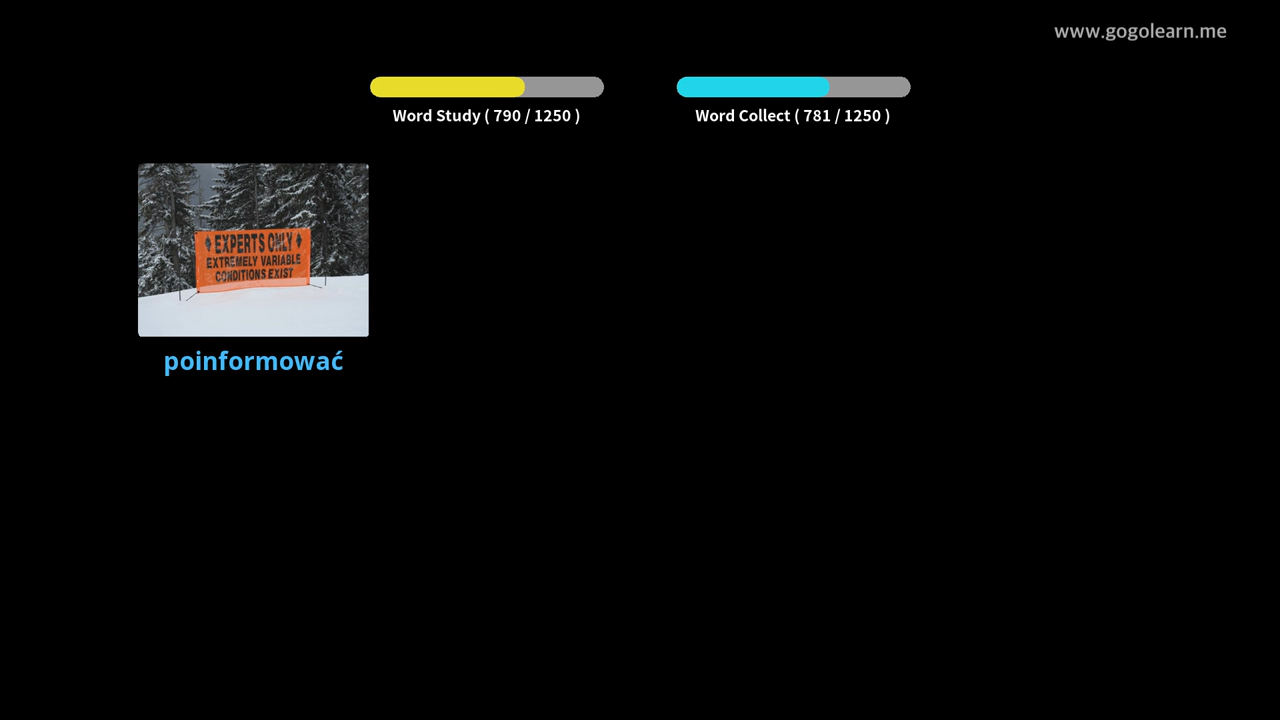 www.gogolearn.me
Word Study ( 790 / 1250 )
Word Collect ( 781 / 1250 )
EXPERTS ONLY
EXTREMELY VARIABLE
CONDITIONS EXIST
poinformować